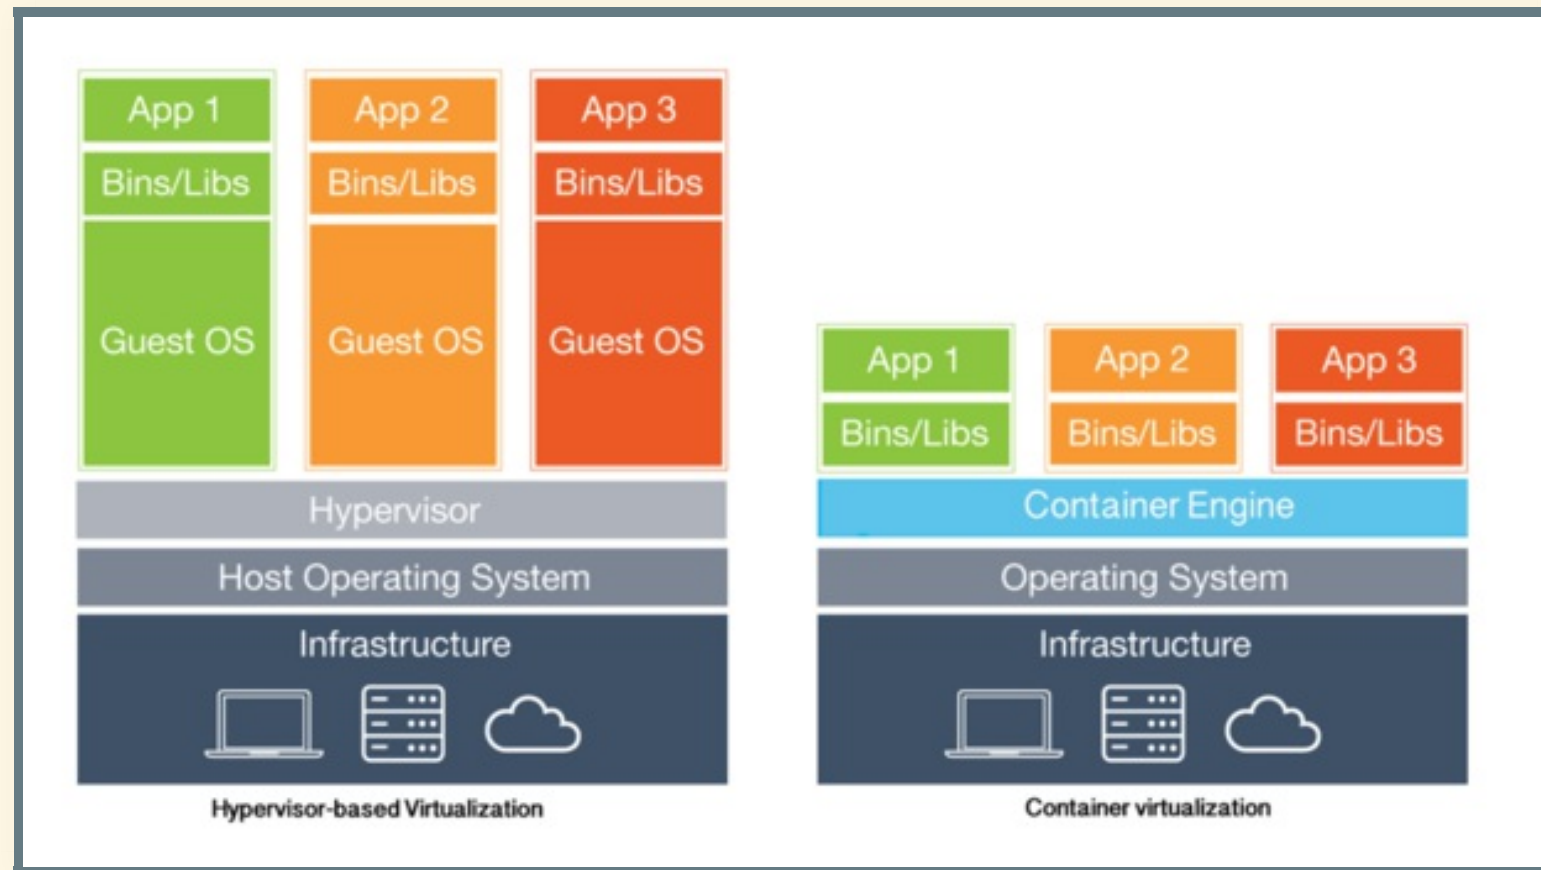 App 1
App 2
App 3
Bins/Libs
Bins/Libs
Bins/Libs
Guest OS
Guest OS
Guest OS
Hypervisor
Host Operating System
Infrastructure
Hypervisor-based Virtualization
App 1
App 2
App 3
Bins/Libs
Bins/Libs
Bins/Libs
Container Engine
Operating System
Infrastructure
Container virtualization